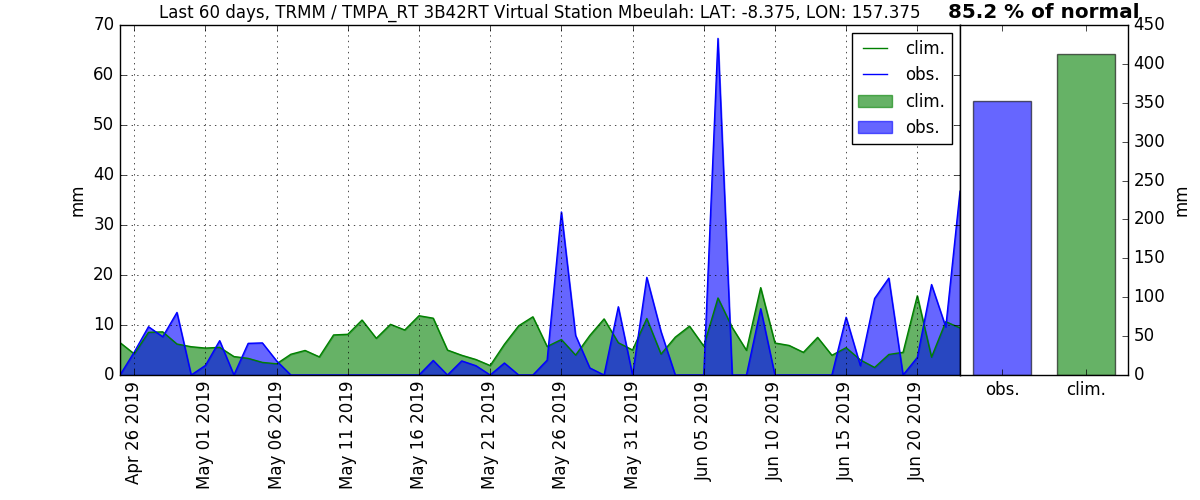 Last 60 days, TRMM / TMPA_RT 3B42RT Virtual Station Mbeulah: LAT: -8.375, LON: 157.375
85.2 % of normal
70
60
50
40
30
20
10
0
mm
clim.
obs.
clim.
obs.
450
400
350
300
250
200
150
100
50
0
mm
Apr 26 2019
May 01 2019
May 06 2019
May 11 2019
May 16 2019
May 21 2019
May 26 2019
May 31 2019
Jun 05 2019
Jun 10 2019
Jun 15 2019
Jun 20 2019
obs.
clim.